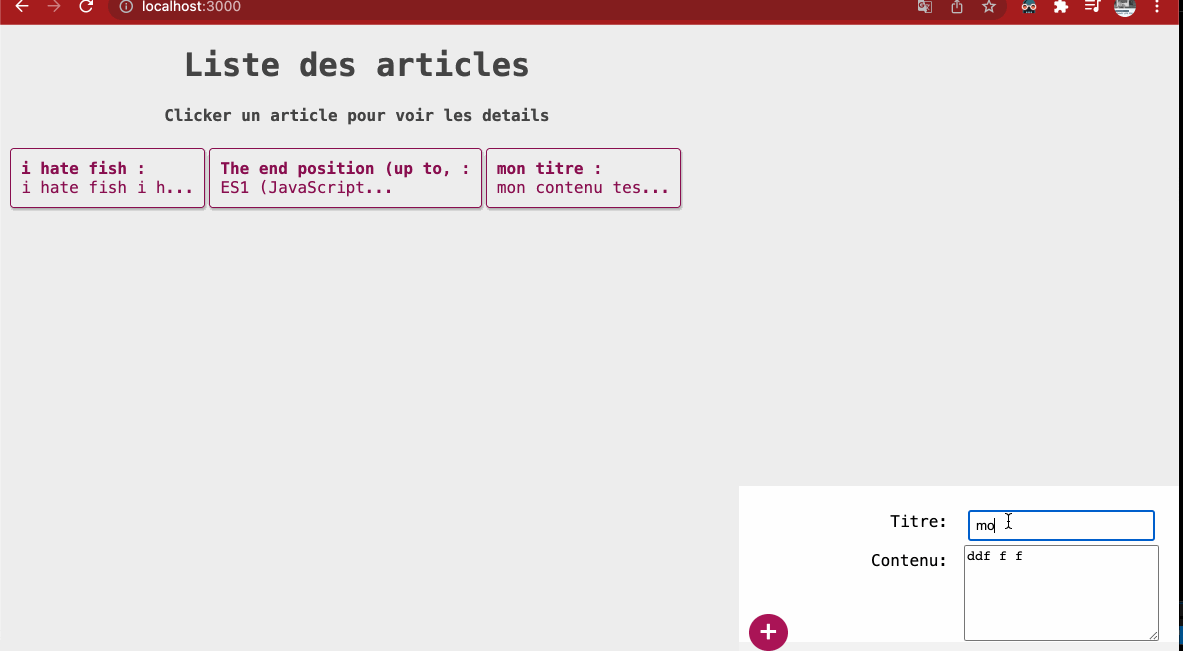 localhost:3000
Liste des articles
Clicker un article pour voir les details
i hate fish :
i hate fish i h...
The end position (up to, :
ES1 (JavaScript...
mon titre :
mon contenu tes...
Titre:
mo
Contenu:
ddf f f
+